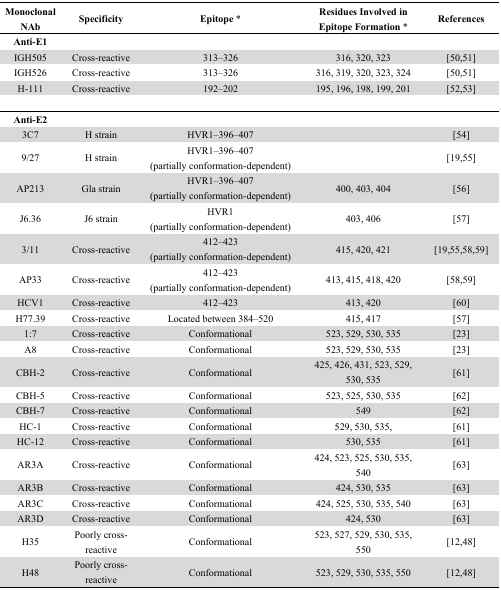 Monoclonal NAb Specificity Epitope * Residues Involved in Epitope Formation * References
Anti-E1
IGH505 Cross-reactive 313–326 316, 320, 323 [50,51]
IGH526 Cross-reactive 313–326 316, 319, 320, 323, 324 [50,51]
H-111 Cross-reactive 192–202 195, 196, 198, 199, 201 [52,53]
Anti-E2
3C7 H strain HVR1–396–407 [54]
9/27 H strain HVR1–396–407 (partially conformation-dependent) [19,55]
AP213 Gla strain HVR1–396–407 (partially conformation-dependent) 400, 403, 404 [56]
J6.36 J6 strain HVR1 (partially conformation-dependent) 403, 406 [57]
3/11 Cross-reactive 412–423 (partially conformation-dependent) 415, 420, 421 [19,55,58,59]
AP33 Cross-reactive 412–423 (partially conformation-dependent) 413, 415, 418, 420 [58,59]
HCV1 Cross-reactive 412–423 413, 420 [60]
H77.39 Cross-reactive Located between 384–520 415, 417 [57]
1:7 Cross-reactive Conformational 523, 529, 530, 535 [23]
A8 Cross-reactive Conformational 523, 529, 530, 535 [23]
CBH-2 Cross-reactive Conformational 425, 426, 431, 523, 529, 530, 535 [61]
CBH-5 Cross-reactive Conformational 523, 525, 530, 535 [62]
CBH-7 Cross-reactive Conformational 549 [62]
HC-1 Cross-reactive Conformational 529, 530, 535, [61]
HC-12 Cross-reactive Conformational 530, 535 [61]
AR3A Cross-reactive Conformational 424, 523, 525, 530, 535, 540 [63]
AR3B Cross-reactive Conformational 424, 530, 535 [63]
AR3C Cross-reactive Conformational 424, 525, 530, 535, 540 [63]
AR3D Cross-reactive Conformational 424, 530 [63]
H35 Poorly cross-reactive Conformational 523, 527, 529, 530, 535, 550 [12,48]
H48 Poorly cross-reactive Conformational 523, 529, 530, 535, 550 [12,48]